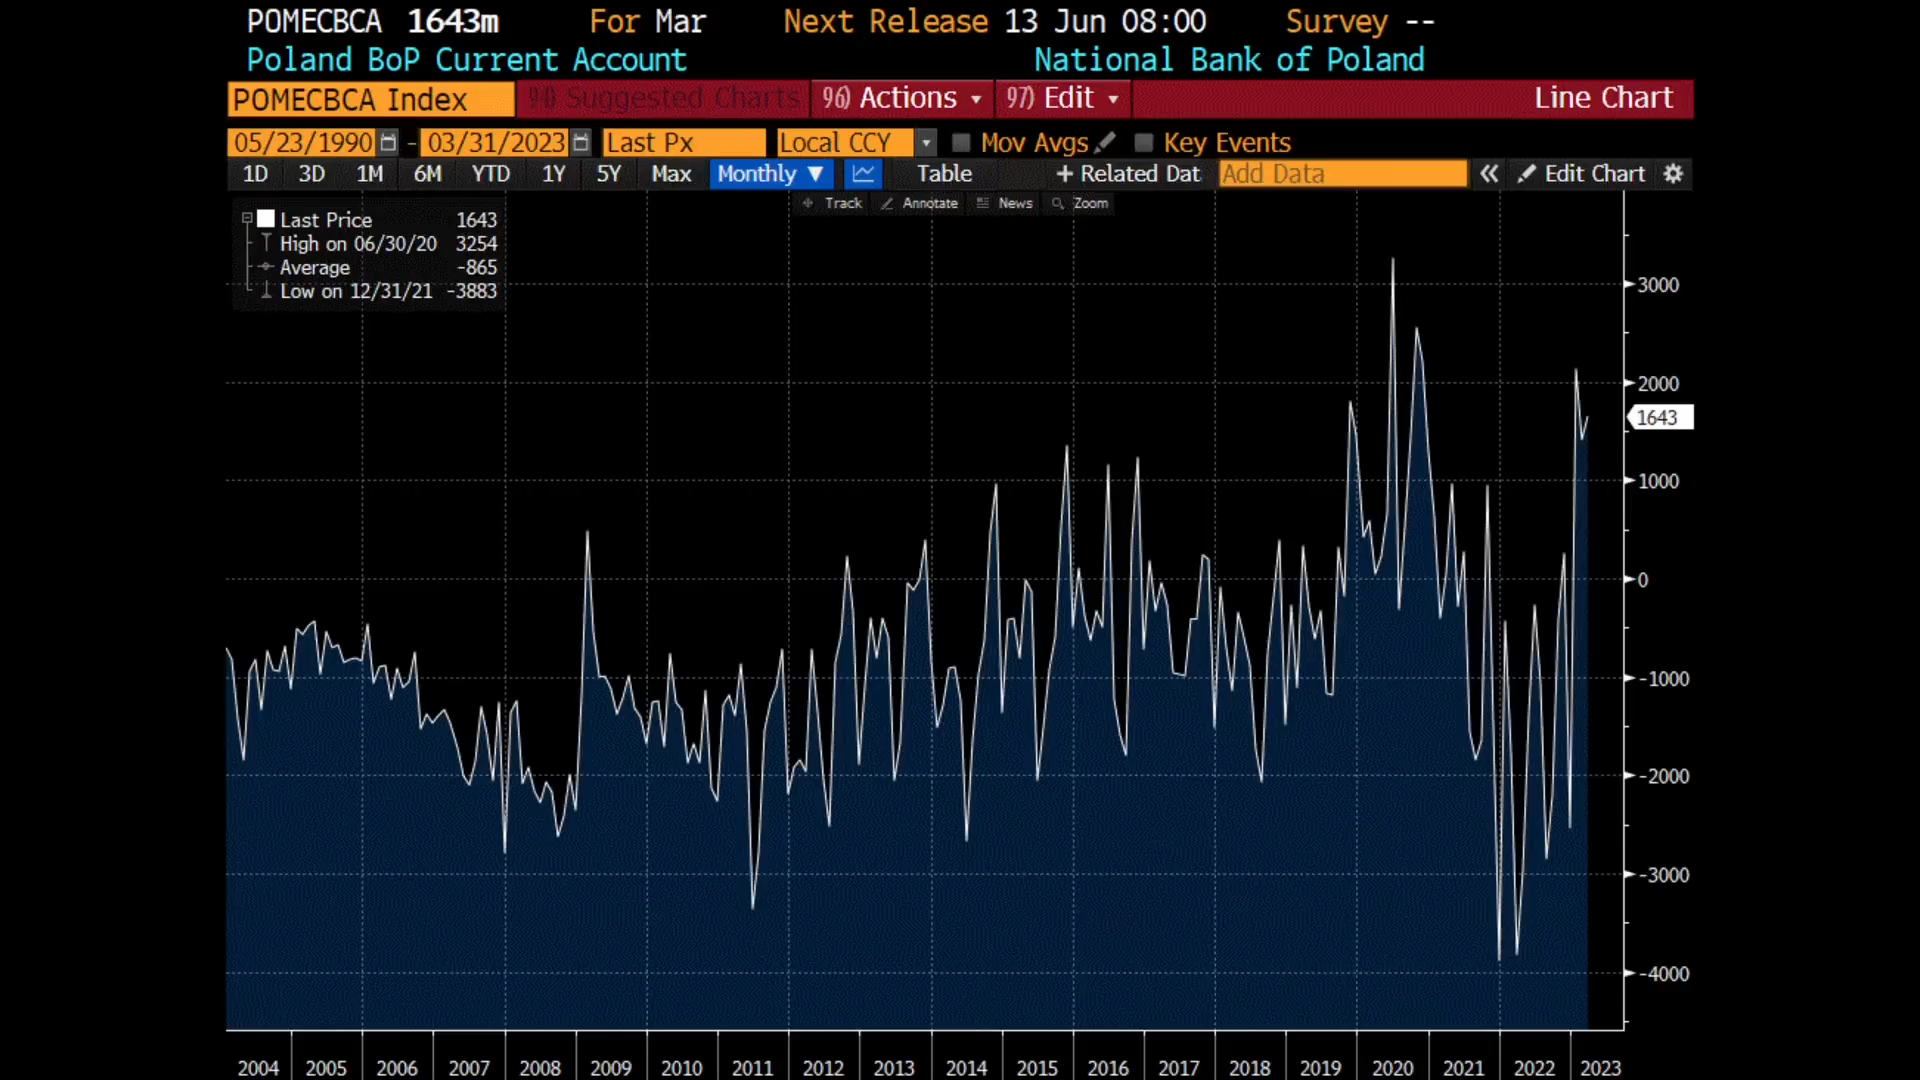 POMECBCA 1643m For Mar Next Release 13 Jun 08:00 Survey --
Poland BoP Current Account National Bank of Poland
POMECBCA Index 94) Suggested Charts 96) Actions 97) Edit Line Chart
05/23/1990 - 03/31/2023 Last Px Local CCY Mov Avgs Key Events
1D 3D 1M 6M YTD 1Y 5Y Max Monthly ▼ Table + Related Dat Add Data « Edit Chart
Track Annotate News Zoom
Last Price 1643
High on 06/30/20 3254
Average -865
Low on 12/31/21 -3883
3000
2000
1643
1000
0
-1000
-2000
-3000
-4000
2004 2005 2006 2007 2008 2009 2010 2011 2012 2013 2014 2015 2016 2017 2018 2019 2020 2021 2022 2023